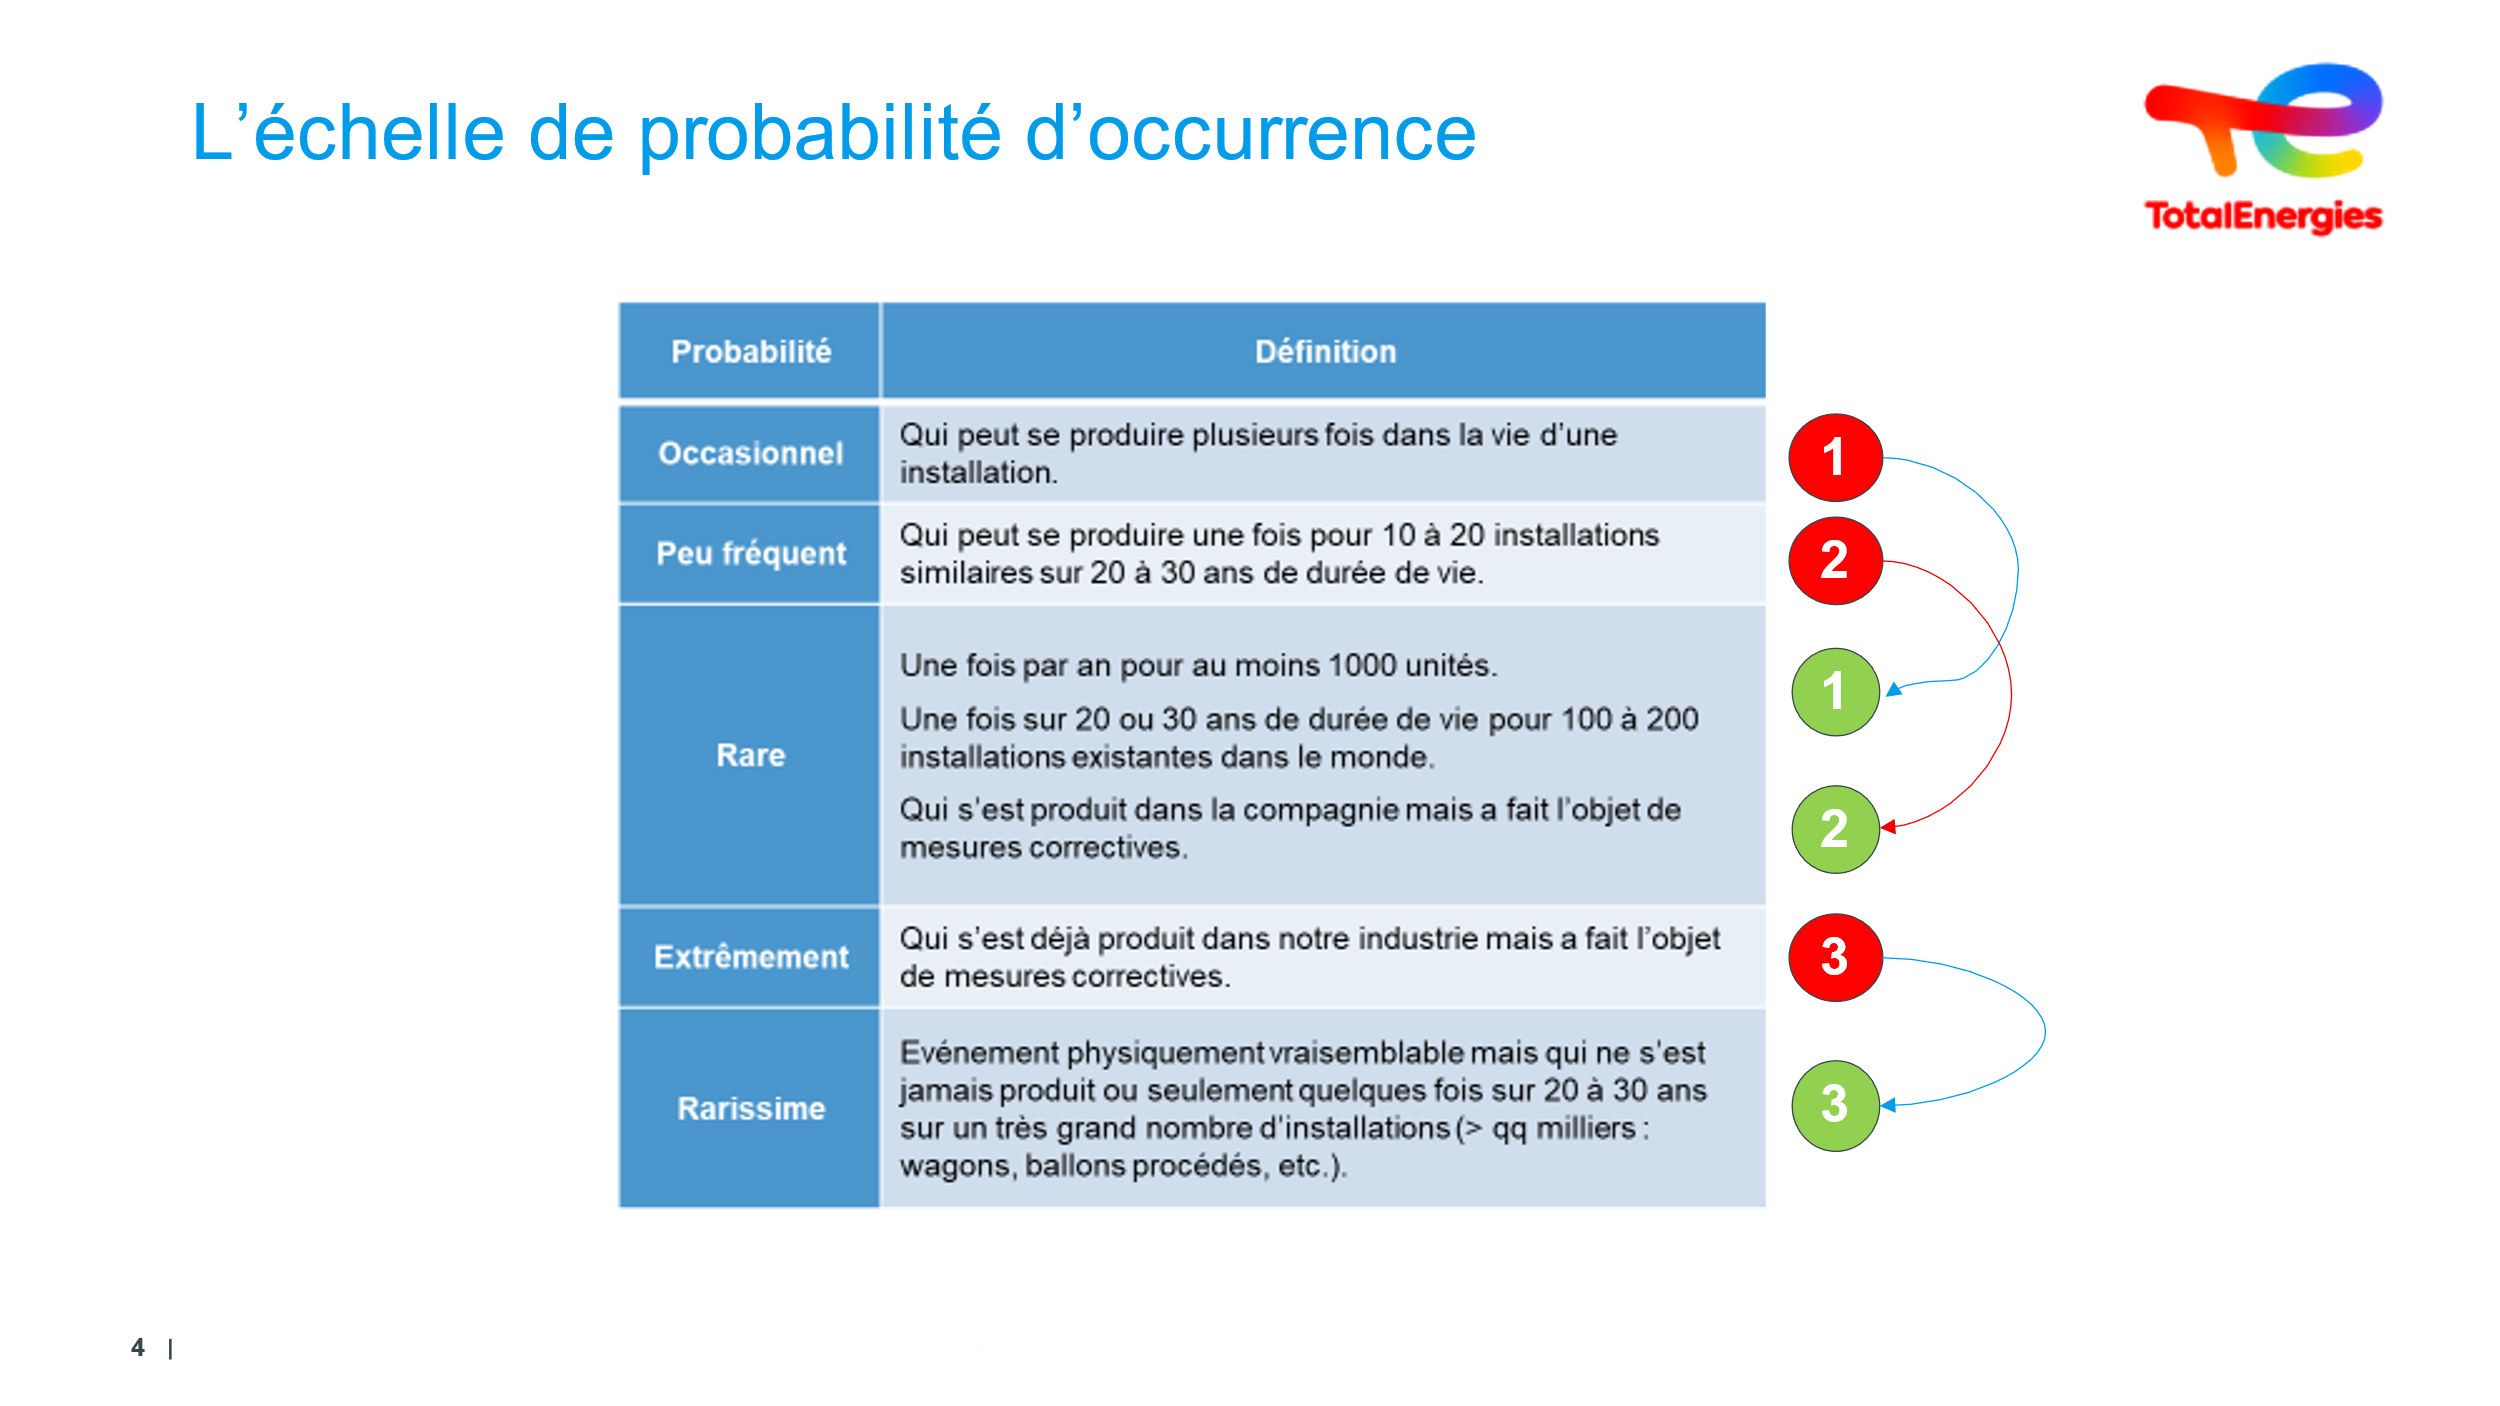 L’échelle de probabilité d’occurrence
TotalEnergies
Probabilité
Définition
Occasionnel
Qui peut se produire plusieurs fois dans la vie d’une
installation.
1
Peu fréquent
Qui peut se produire une fois pour 10 à 20 installations
similaires sur 20 à 30 ans de durée de vie.
2
Rare
Une fois par an pour au moins 1000 unités.
Une fois sur 20 ou 30 ans de durée de vie pour 100 à 200
installations existantes dans le monde.
Qui s’est produit dans la compagnie mais a fait l’objet de
mesures correctives.
1
2
Extrêmement
Qui s’est déjà produit dans notre industrie mais a fait l’objet
de mesures correctives.
3
Rarissime
Evénement physiquement vraisemblable mais qui ne s’est
jamais produit ou seulement quelques fois sur 20 à 30 ans
sur un très grand nombre d’installations (> qq milliers :
wagons, ballons procédés, etc.).
3
4 |